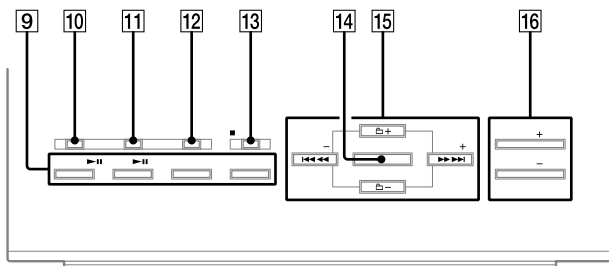 9 10 11 12 13 14 15 16
■ ►II ►II
🗀 +
− I◄◄ ◄◄ ►► ►►I +
🗀 −
+
−